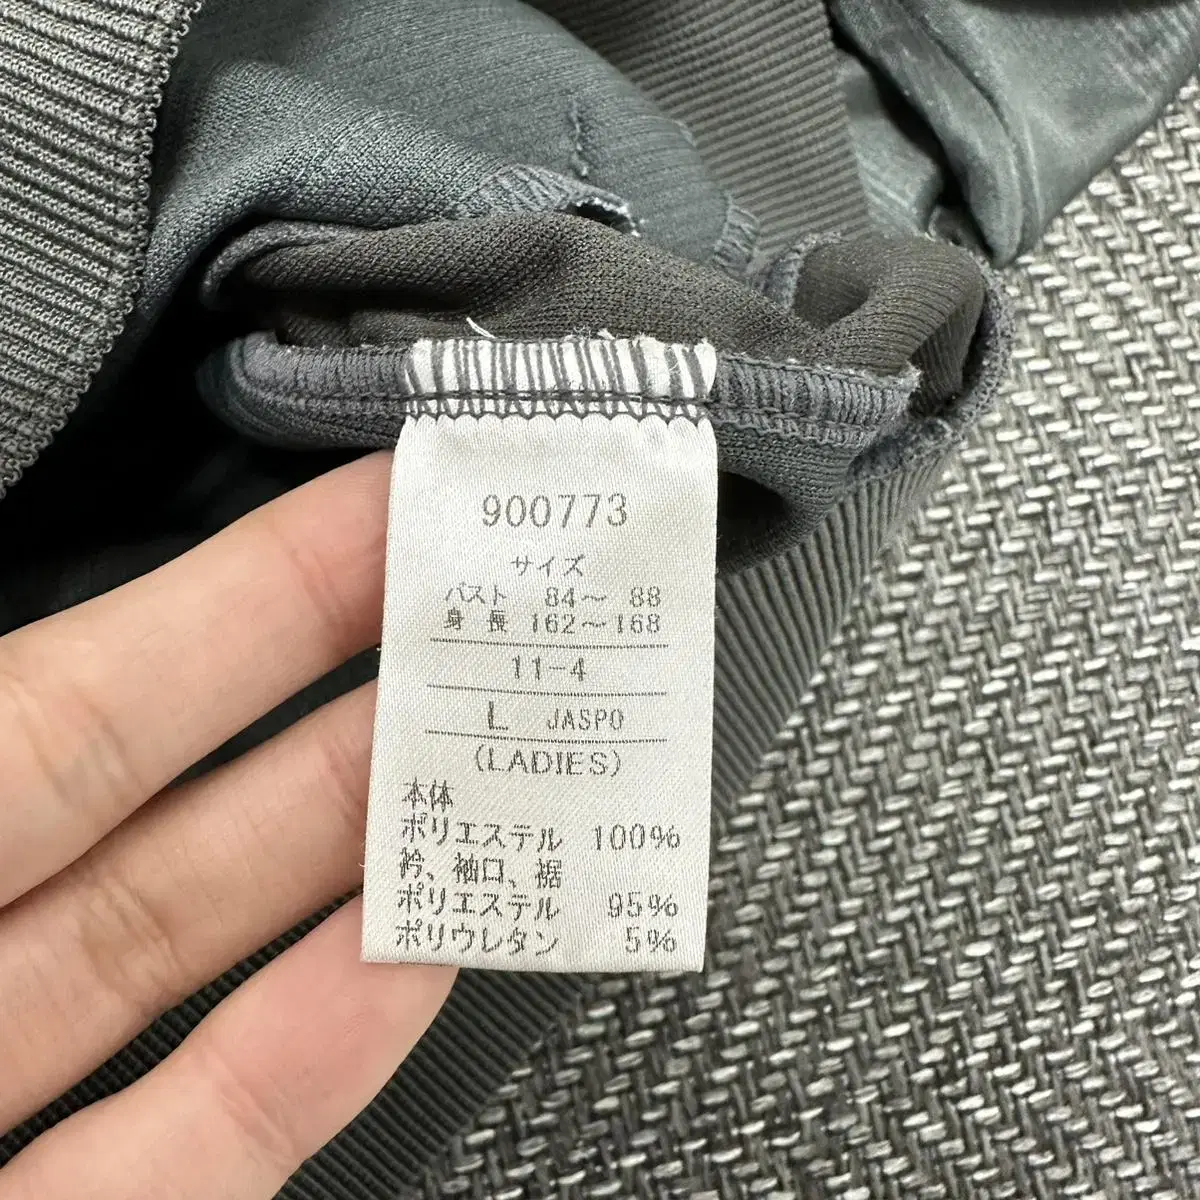 900773
サイズ
バスト 84～ 88
身長 162～168
11-4
L JASPO
(LADIES)
本体
ポリエステル 100%
衿、袖口、裾
ポリエステル 95%
ポリウレタン 5%